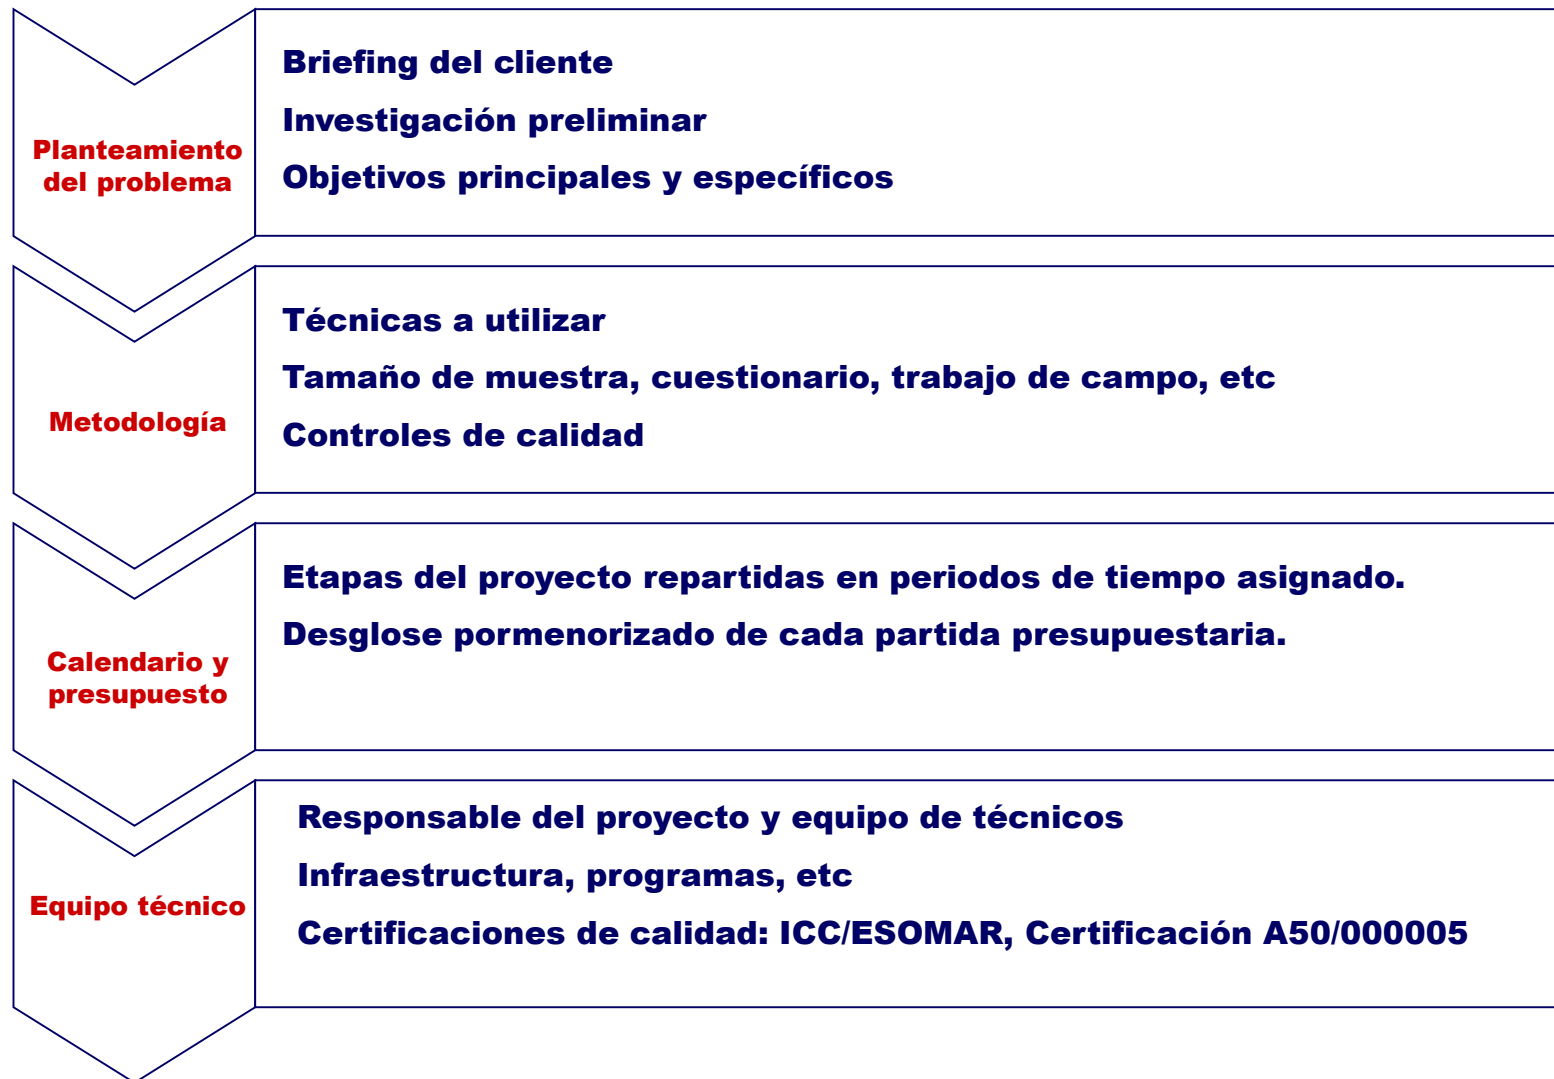 Planteamiento
del problema
Briefing del cliente
Investigación preliminar
Objetivos principales y específicos
Metodología
Técnicas a utilizar
Tamaño de muestra, cuestionario, trabajo de campo, etc
Controles de calidad
Calendario y
presupuesto
Etapas del proyecto repartidas en periodos de tiempo asignado.
Desglose pormenorizado de cada partida presupuestaria.
Equipo técnico
Responsable del proyecto y equipo de técnicos
Infraestructura, programas, etc
Certificaciones de calidad: ICC/ESOMAR, Certificación A50/000005